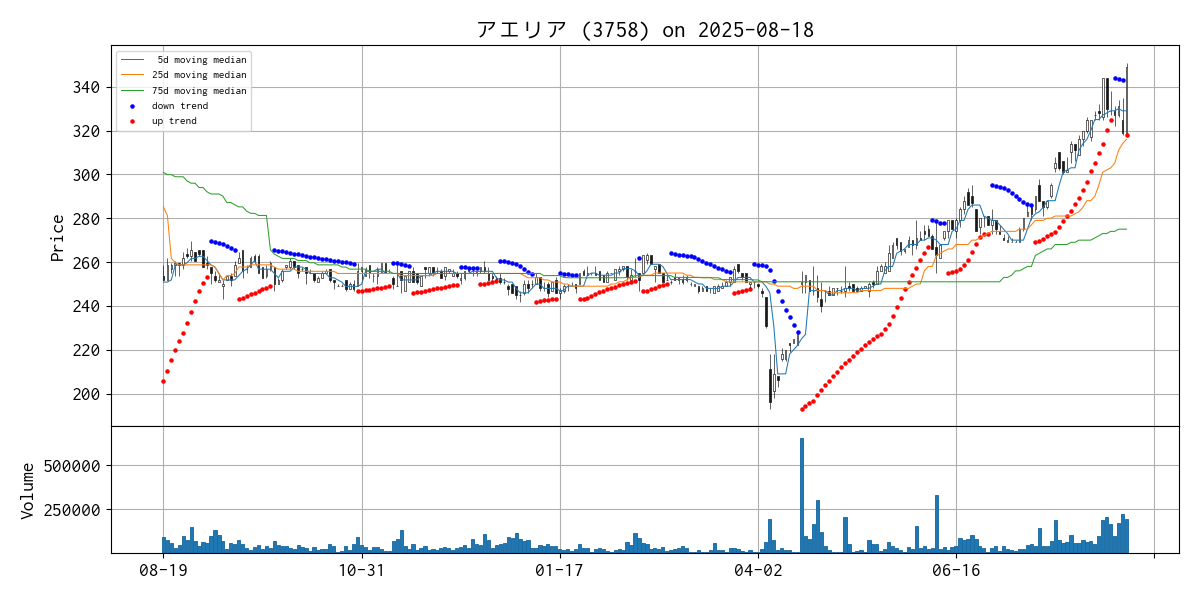 アエリア (3758) on 2025-08-18
5d moving median
25d moving median
75d moving median
down trend
up trend
Price
340
320
300
280
260
240
220
200
Volume
500000
250000
08-19 10-31 01-17 04-02 06-16